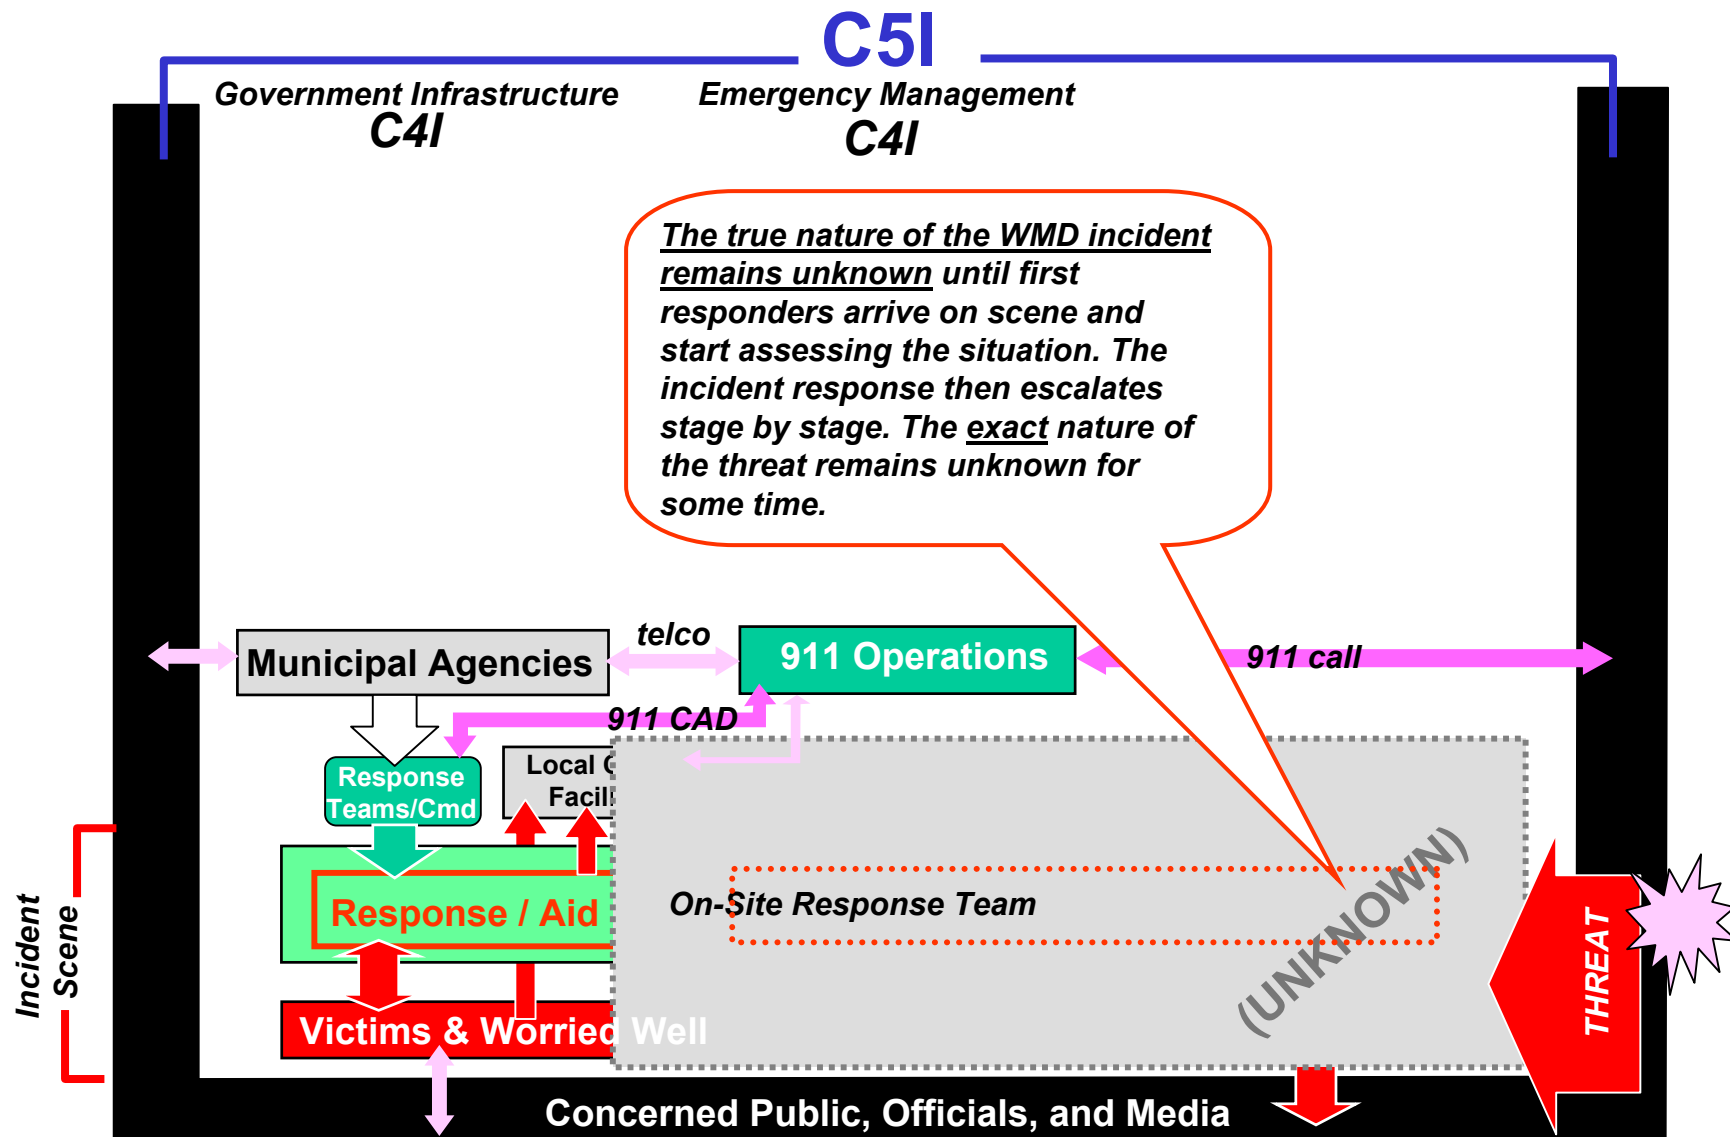 C5I
Government Infrastructure
C4I
Emergency Management
C4I
The true nature of the WMD incident
remains unknown until first
responders arrive on scene and
start assessing the situation. The
incident response then escalates
stage by stage. The exact nature of
the threat remains unknown for
some time.
Municipal Agencies
telco
911 Operations
911 call
911 CAD
Response
Teams/Cmd
Local
Incident
Scene
Response / Aid
On-Site Response Team
(UNKNOWN)
THREAT
Victims & Worried Well
Concerned Public, Officials, and Media